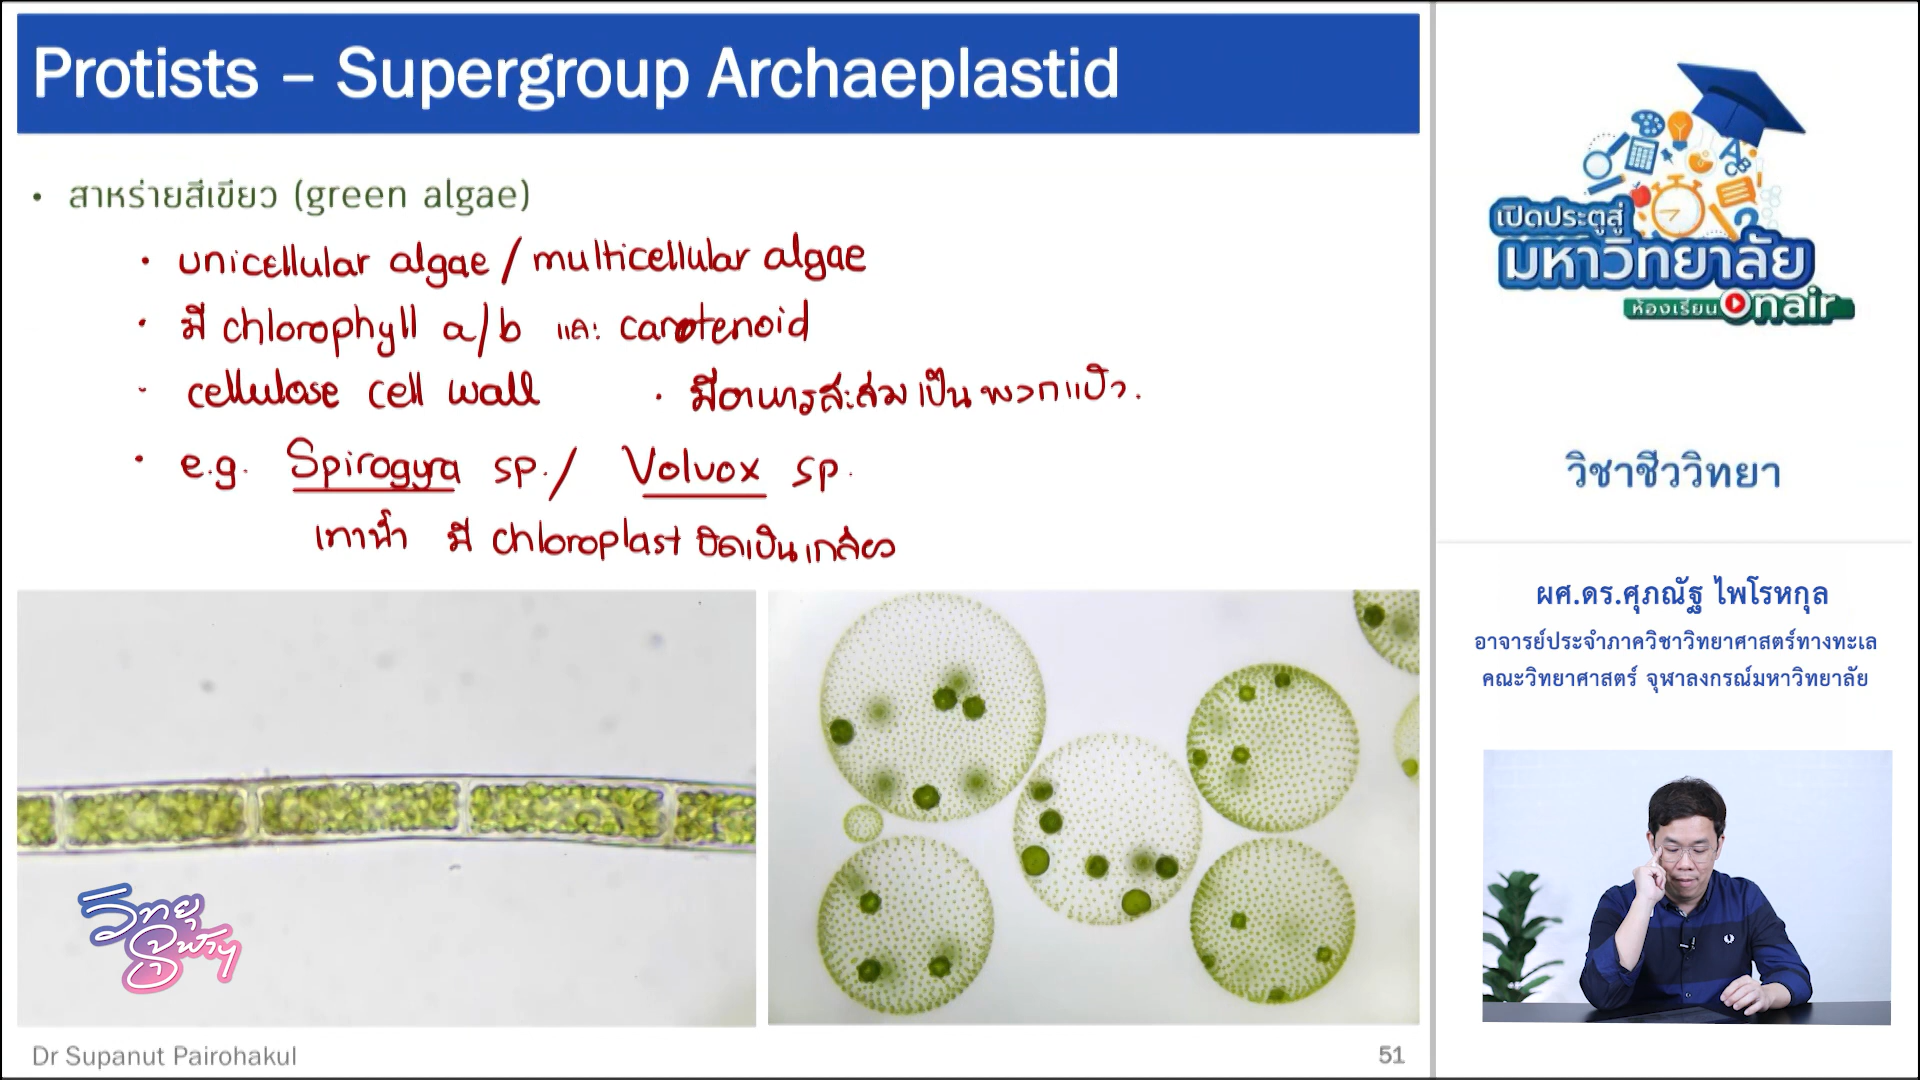 Protists – Supergroup Archaeplastid
• สาหร่ายสีเขียว (green algae)
• unicellular algae / multicellular algae
• มี chlorophyll a/b และ carotenoid
- cellulose cell wall • มีอาหารสะสมเป็นพวกแป้ง.
• e.g. Spirogyra sp. / Volvox sp.
เทาน้ำ มี chloroplast บิดเป็นเกลียว
วิทยุ
จุฬาฯ
Dr Supanut Pairohakul
51
เปิดประตูสู่
มหาวิทยาลัย
ห้องเรียน Onair
วิชาชีววิทยา
ผศ.ดร.ศุภณัฐ ไพโรหกุล
อาจารย์ประจำภาควิชาวิทยาศาสตร์ทางทะเล
คณะวิทยาศาสตร์ จุฬาลงกรณ์มหาวิทยาลัย